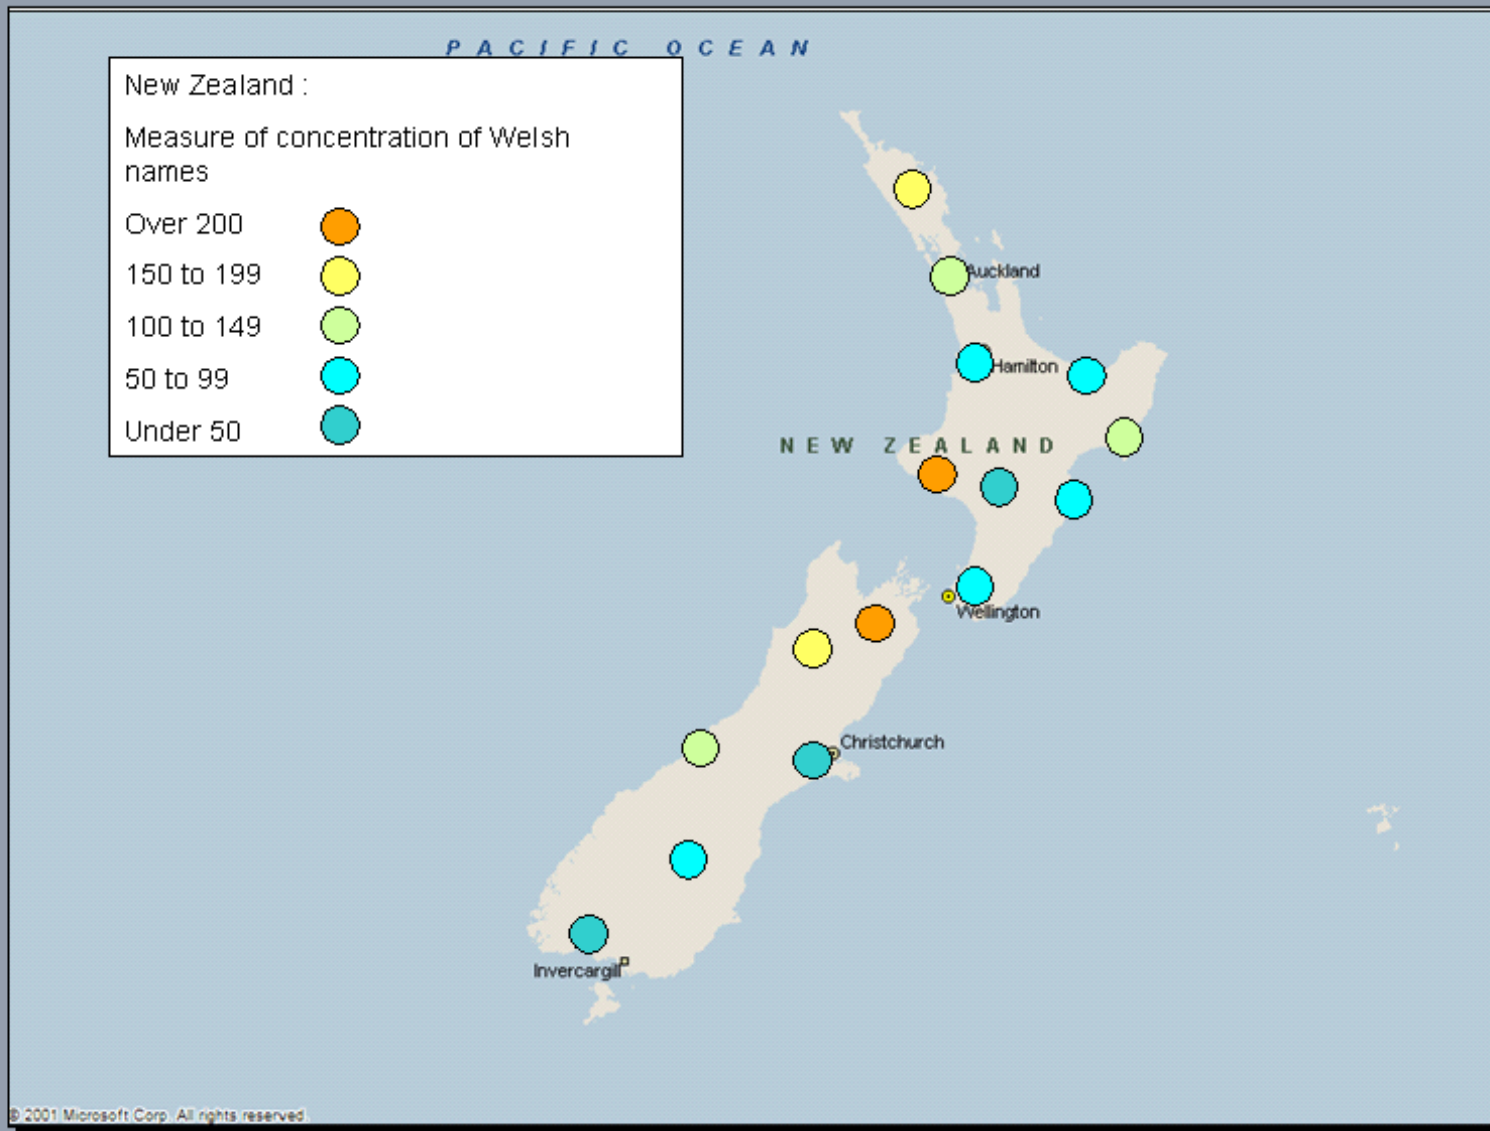 PACIFIC OCEAN
New Zealand :
Measure of concentration of Welsh
names
Over 200
150 to 199
100 to 149
50 to 99
Under 50
Auckland
Hamilton
NEW ZEALAND
Wellington
Christchurch
Invercargill
© 2001 Microsoft Corp. All rights reserved.